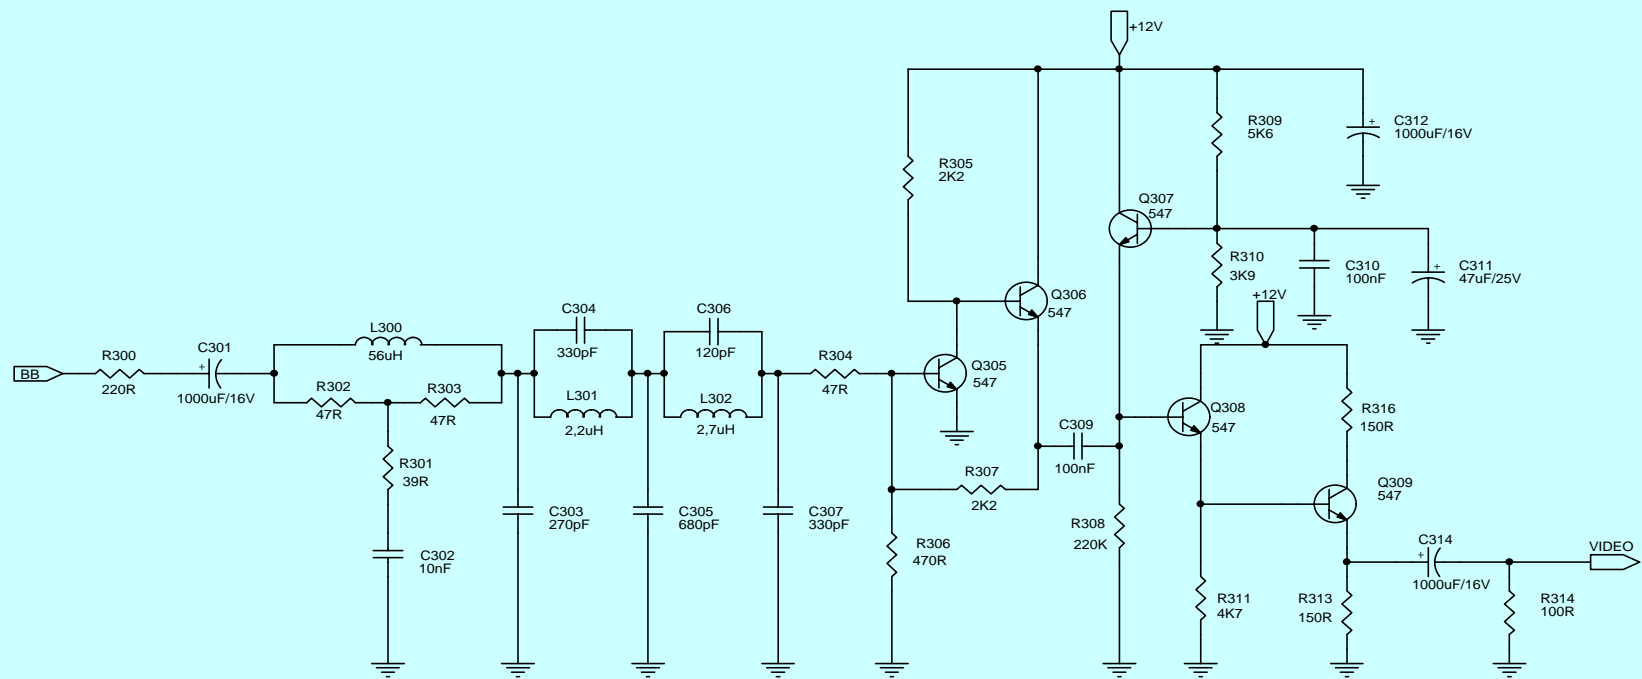 +12V
R309
5K6
C312
1000uF/16V
R305
2K2
Q307
547
R310
3K9
C310
100nF
C311
47uF/25V
+12V
Q306
547
C304
330pF
C306
120pF
L300
56uH
BB
R300
220R
C301
1000uF/16V
R302
47R
R303
47R
L301
2,2uH
L302
2,7uH
R304
47R
Q305
547
Q308
547
R316
150R
C309
100nF
R301
39R
R307
2K2
Q309
547
C303
270pF
C305
680pF
C307
330pF
R308
220K
C302
10nF
R306
470R
C314
1000uF/16V
VIDEO
R311
4K7
R313
150R
R314
100R